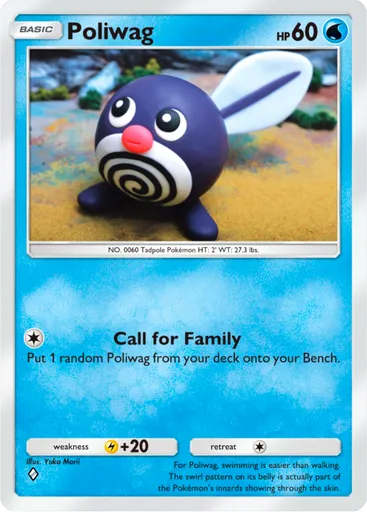 BASIC
Poliwag
HP 60
NO. 0060 Tadpole Pokémon HT: 2' WT: 27.3 lbs.
Call for Family
Put 1 random Poliwag from your deck onto your Bench.
weakness +20 retreat
Illus. Yuka Morii
For Poliwag, swimming is easier than walking.
The swirl pattern on its belly is actually part of
the Pokémon's innards showing through the skin.